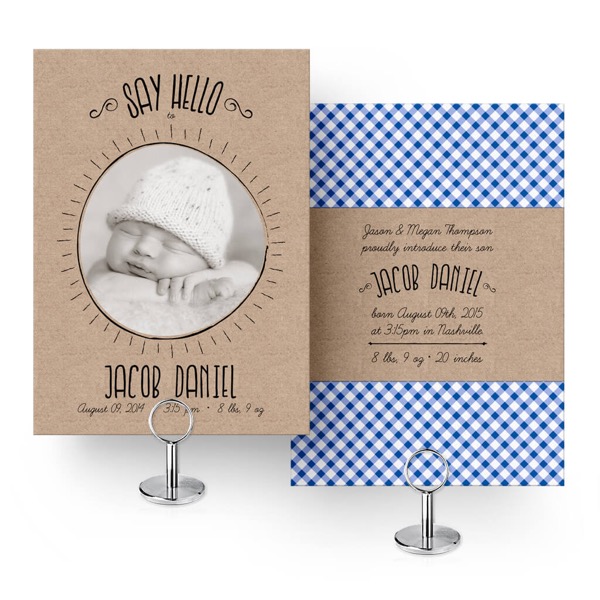 SAY HELLO
to
JACOB DANIEL
August 09, 2014 • 3:15 pm • 8 lbs, 9 oz
Jason & Megan Thompson
proudly introduce their son
JACOB DANIEL
born August 09th, 2015
at 3:15pm in Nashville.
8 lbs, 9 oz • 20 inches